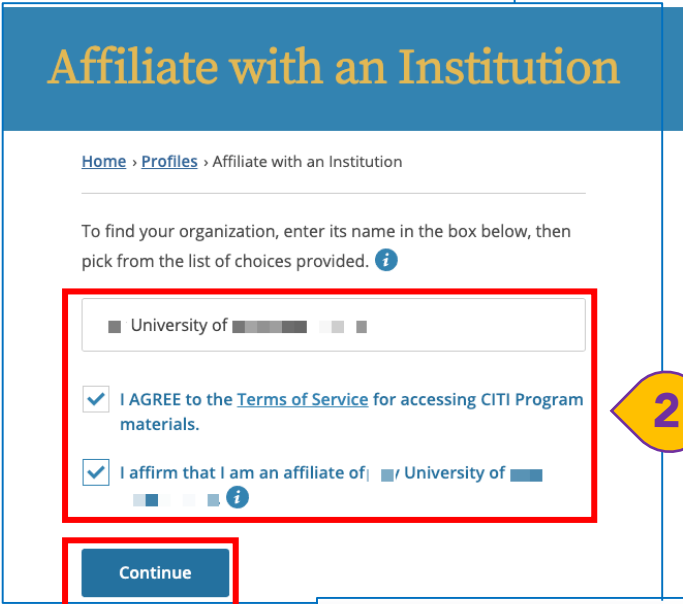 Affiliate with an Institution
Home › Profiles › Affiliate with an Institution
To find your organization, enter its name in the box below, then
pick from the list of choices provided. i
University of
I AGREE to the Terms of Service for accessing CITI Program
materials.
2
I affirm that I am an affiliate of University of
i
Continue